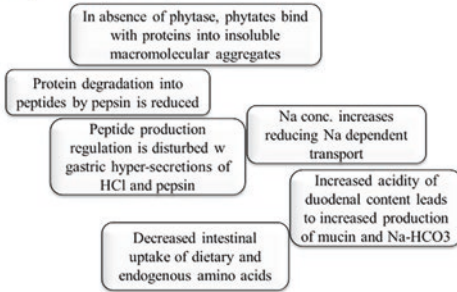 In absence of phytase, phytates bind
with proteins into insoluble
macromolecular aggregates
Protein degradation into
peptides by pepsin is reduced
Peptide production
regulation is disturbed w
gastric hyper-secretions of
HCl and pepsin
Na conc. increases
reducing Na dependent
transport
Increased acidity of
duodenal content leads
to increased production
of mucin and Na-HCO3
Decreased intestinal
uptake of dietary and
endogenous amino acids